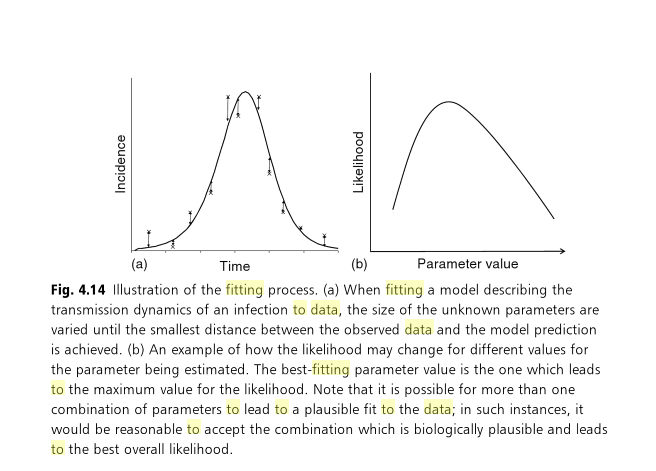 Incidence
Likelihood
(a)
Time
(b)
Parameter value
Fig. 4.14 Illustration of the fitting process. (a) When fitting a model describing the
transmission dynamics of an infection to data, the size of the unknown parameters are
varied until the smallest distance between the observed data and the model prediction
is achieved. (b) An example of how the likelihood may change for different values for
the parameter being estimated. The best-fitting parameter value is the one which leads
to the maximum value for the likelihood. Note that it is possible for more than one
combination of parameters to lead to a plausible fit to the data; in such instances, it
would be reasonable to accept the combination which is biologically plausible and leads
to the best overall likelihood.